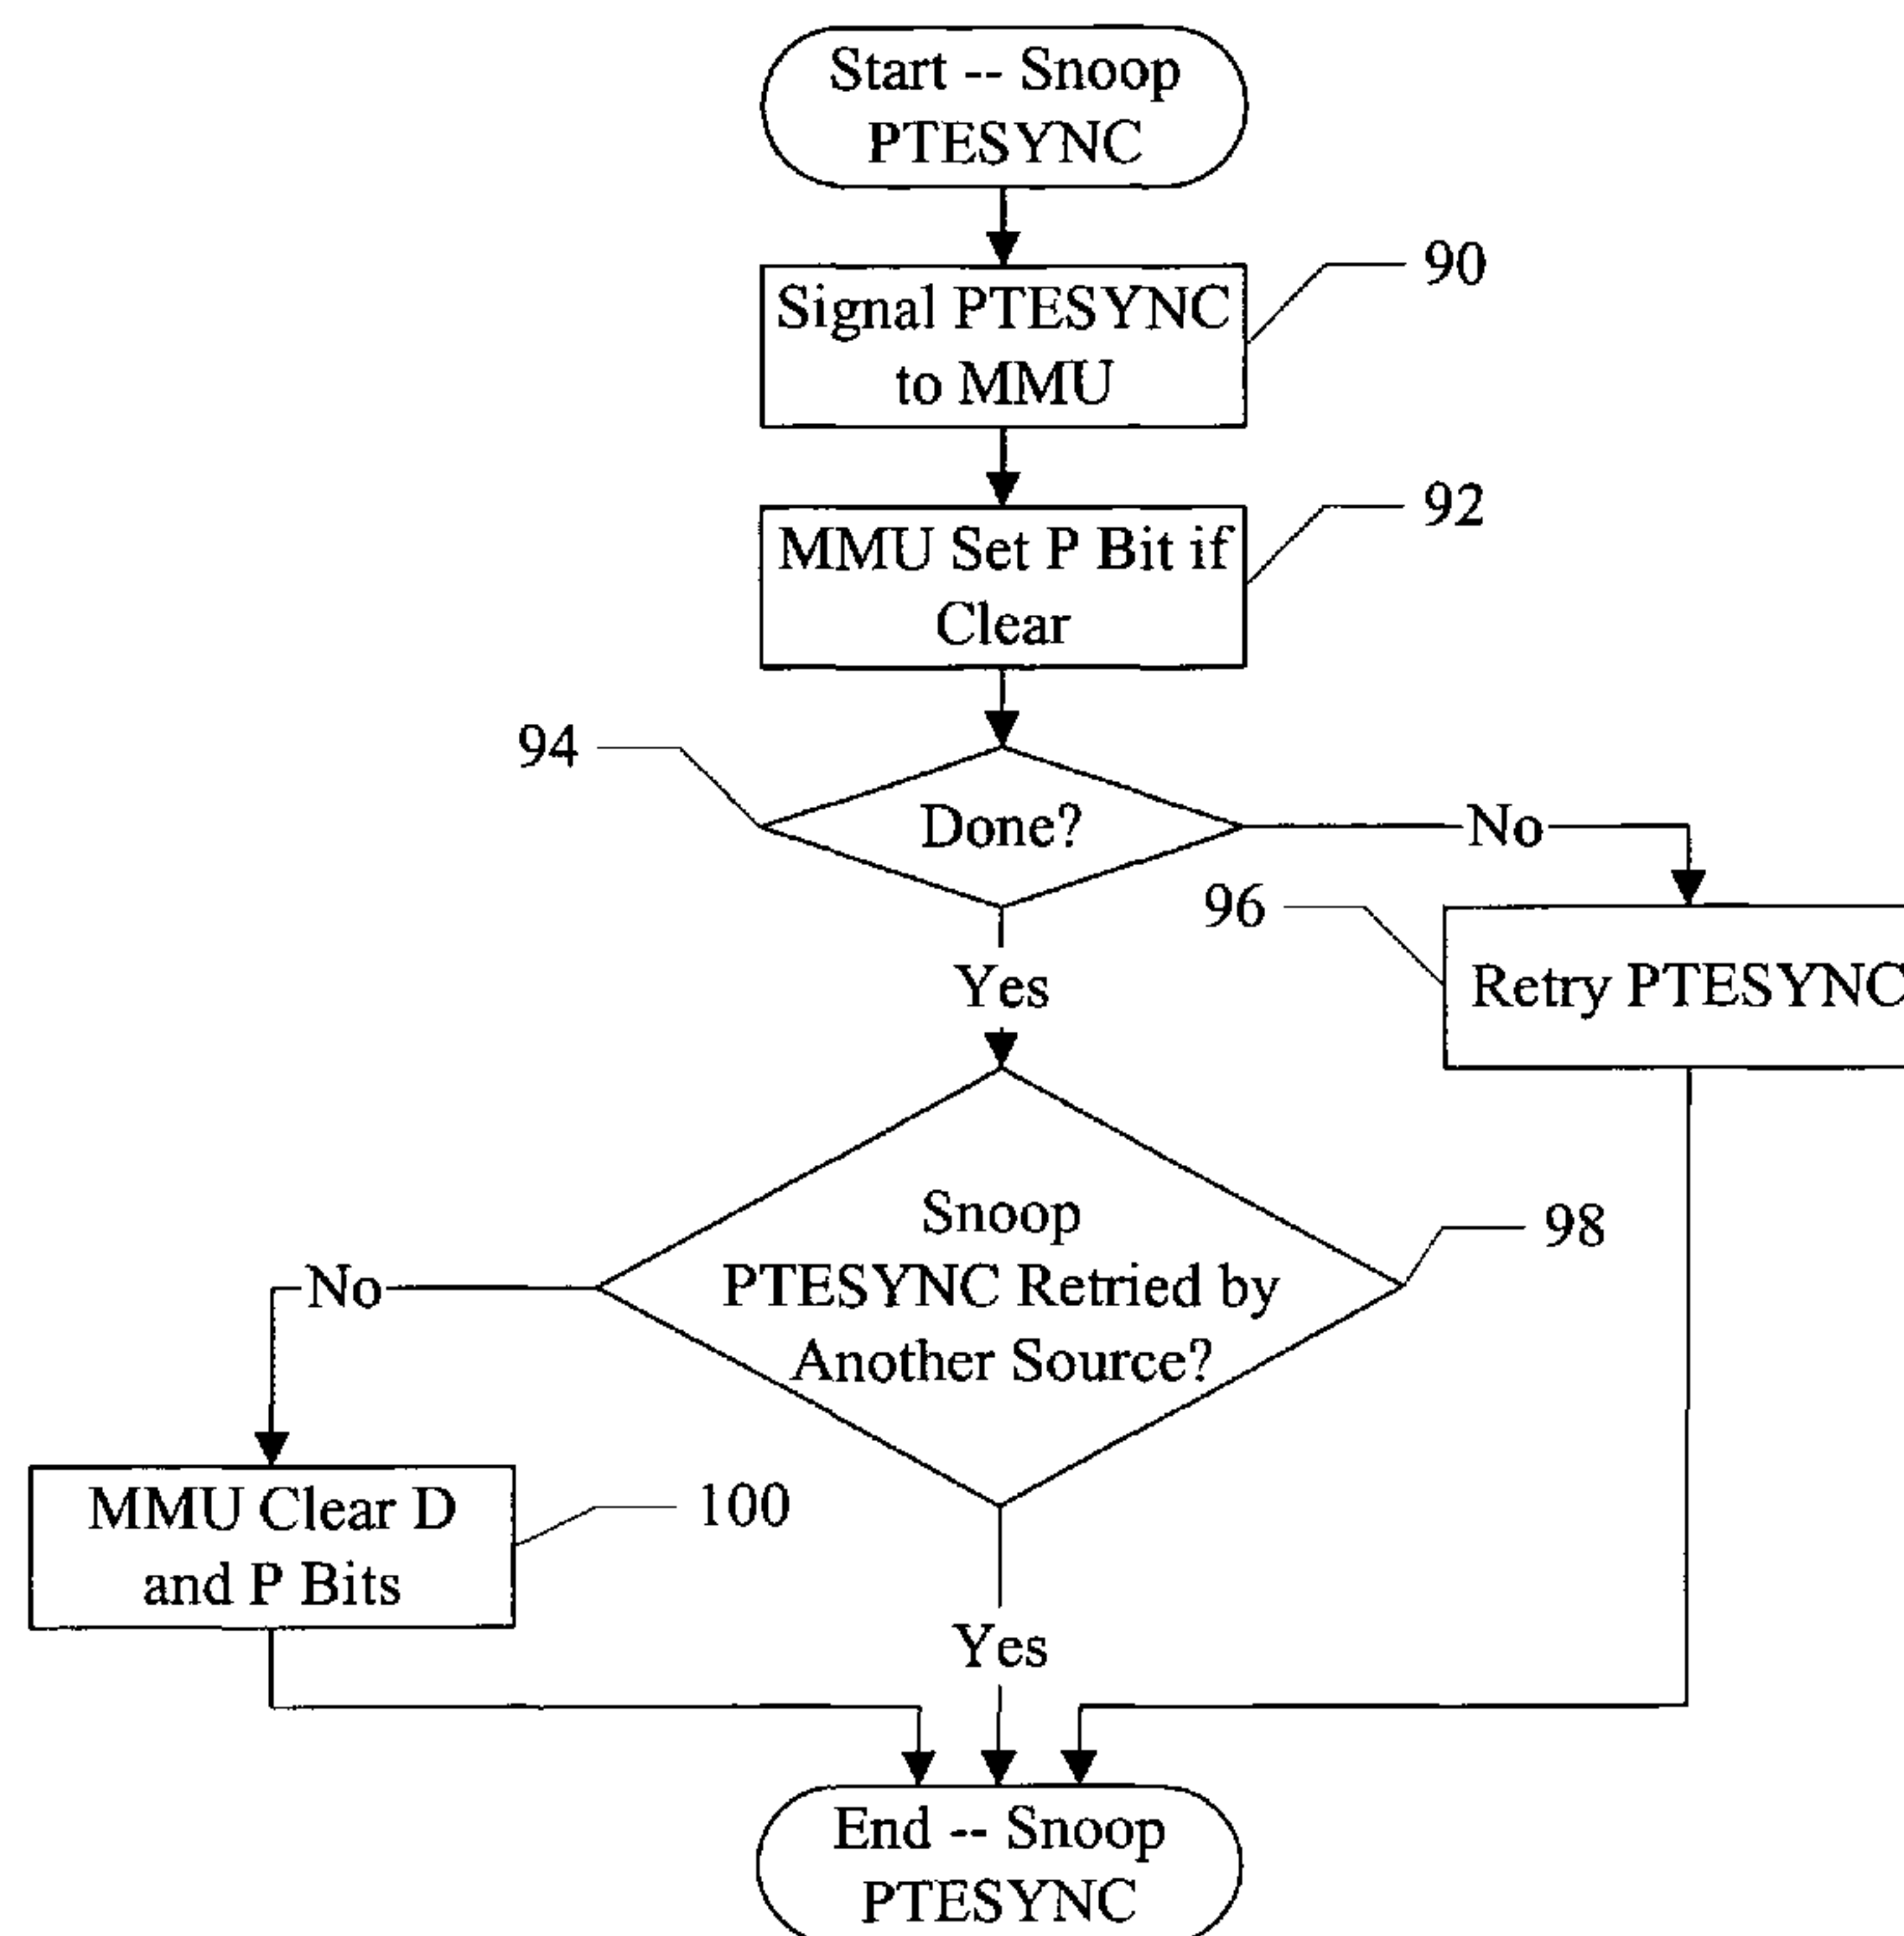 Start -- Snoop
PTESYNC
90
Signal PTESYNC
to MMU
92
MMU Set P Bit if
Clear
94
Done?
No
96
Retry PTESYNC
Yes
Snoop
PTESYNC Retried by
Another Source?
98
No
MMU Clear D
and P Bits
100
Yes
End -- Snoop
PTESYNC